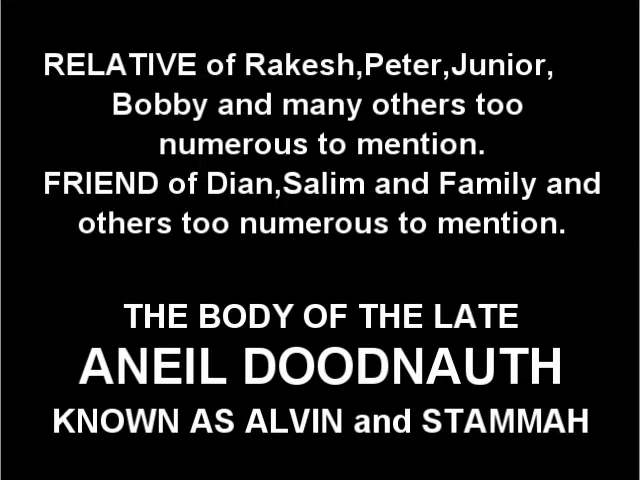 RELATIVE of Rakesh,Peter,Junior,
Bobby and many others too
numerous to mention.
FRIEND of Dian,Salim and Family and
others too numerous to mention.
THE BODY OF THE LATE
ANEIL DOODNAUTH
KNOWN AS ALVIN and STAMMAH